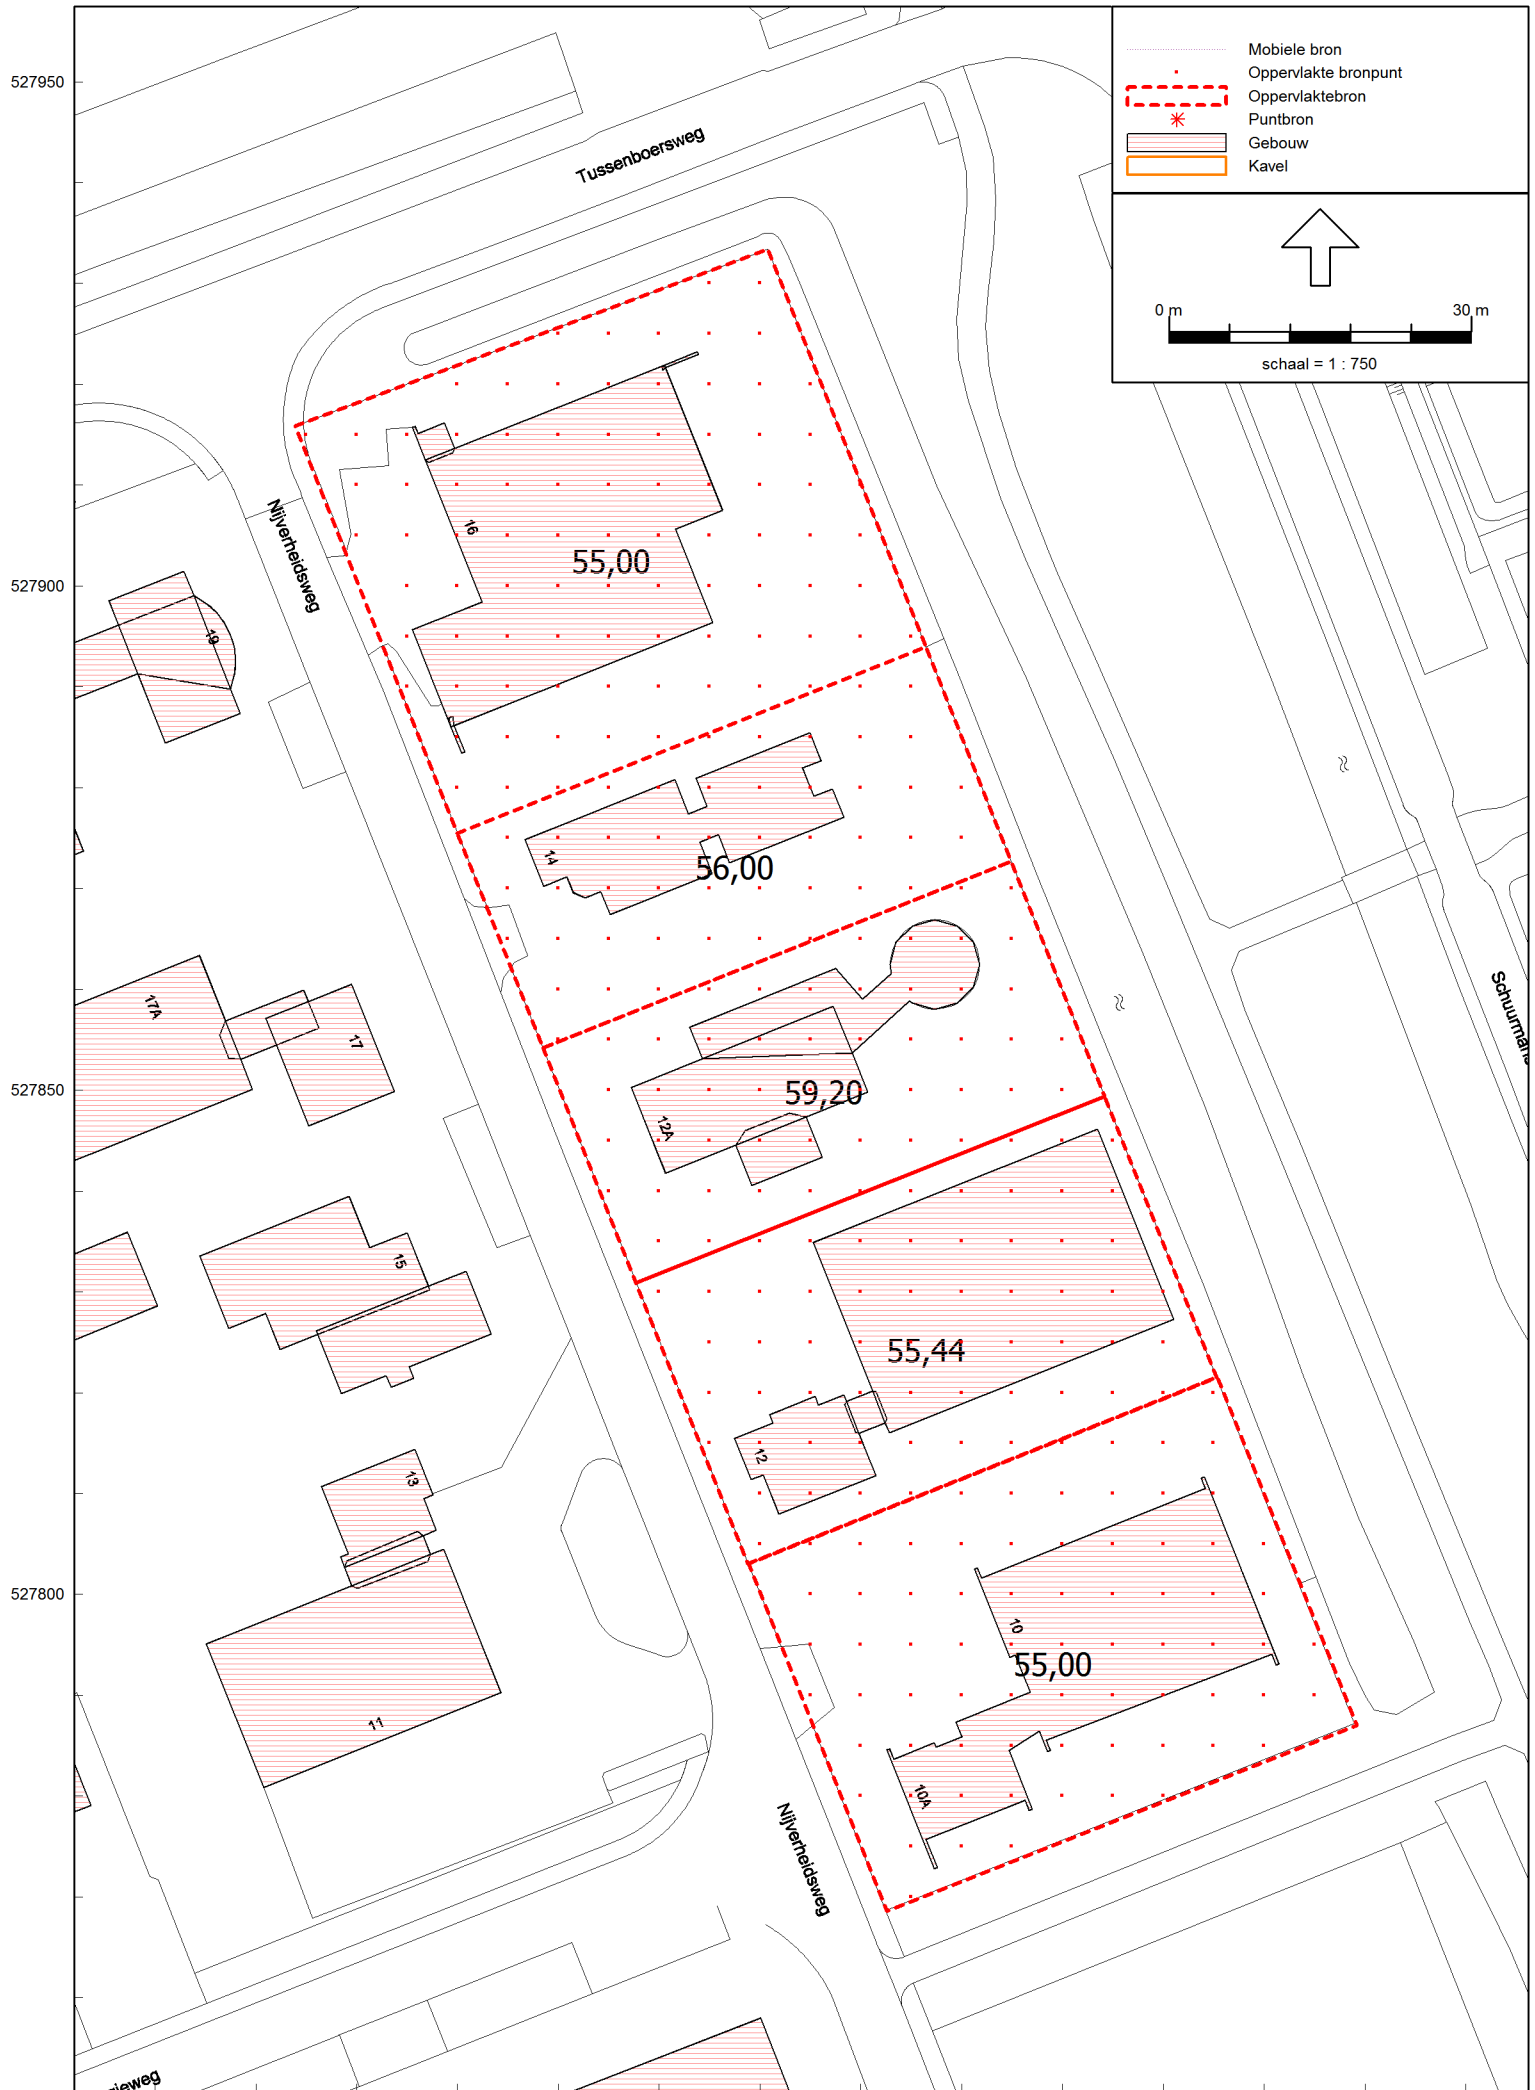 Mobiele bron
Oppervlakte bronpunt
Oppervlaktebron
Puntbron
Gebouw
Kavel
0 m 30 m
schaal = 1 : 750
527950
Tussenboersweg
Nijverheidsweg
16
55,00
527900
19
14
56,00
17A
17
59,20
12A
527850
Schuurmans
15
55,44
12
13
527800
10
55,00
11
10A
Nijverheidsweg